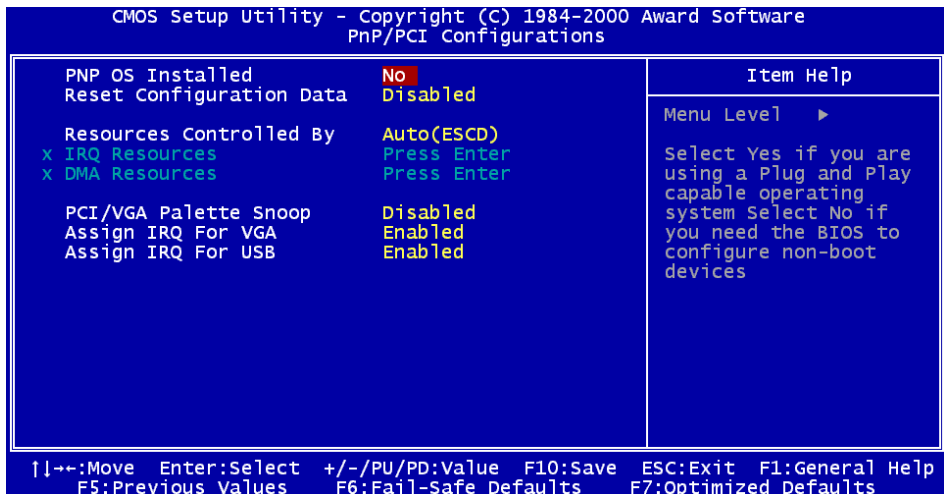 CMOS Setup Utility - Copyright (C) 1984-2000 Award Software
PnP/PCI Configurations
PNP OS Installed No
Reset Configuration Data Disabled
Resources Controlled By Auto(ESCD)
x IRQ Resources Press Enter
x DMA Resources Press Enter
PCI/VGA Palette Snoop Disabled
Assign IRQ For VGA Enabled
Assign IRQ For USB Enabled
Item Help
Menu Level ►
Select Yes if you are
using a Plug and Play
capable operating
system Select No if
you need the BIOS to
configure non-boot
devices
↑↓→←:Move Enter:Select +/-/PU/PD:Value F10:Save ESC:Exit F1:General Help
F5:Previous Values F6:Fail-Safe Defaults F7:Optimized Defaults